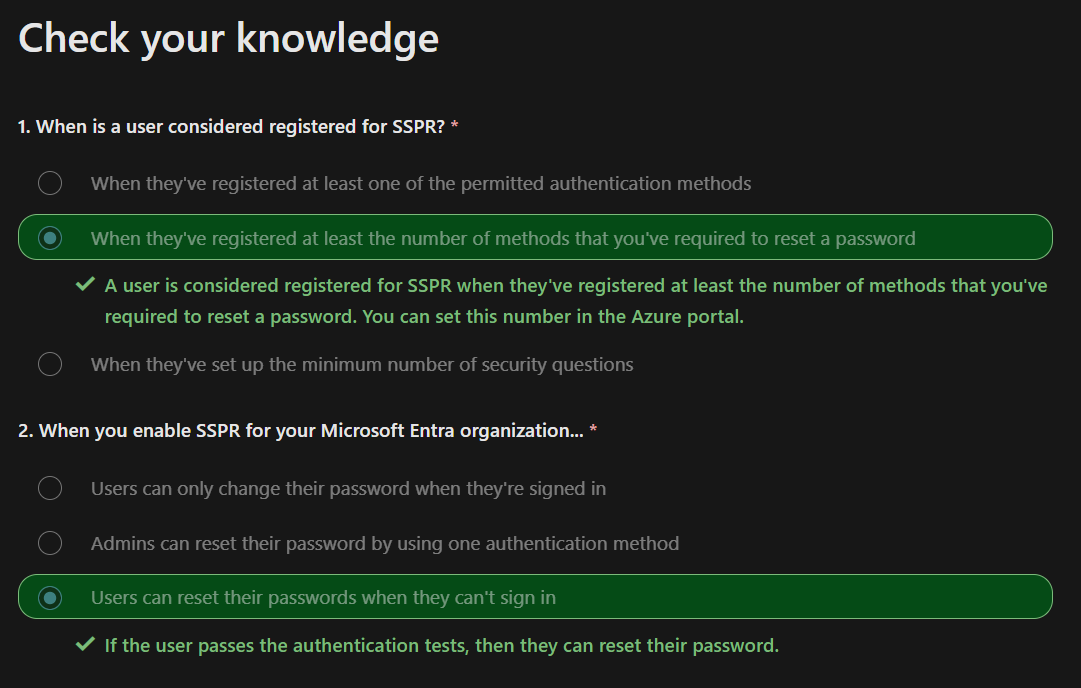 Check your knowledge
1. When is a user considered registered for SSPR? *
When they've registered at least one of the permitted authentication methods
When they've registered at least the number of methods that you've required to reset a password
A user is considered registered for SSPR when they've registered at least the number of methods that you've
required to reset a password. You can set this number in the Azure portal.
When they've set up the minimum number of security questions
2. When you enable SSPR for your Microsoft Entra organization... *
Users can only change their password when they're signed in
Admins can reset their password by using one authentication method
Users can reset their passwords when they can't sign in
If the user passes the authentication tests, then they can reset their password.